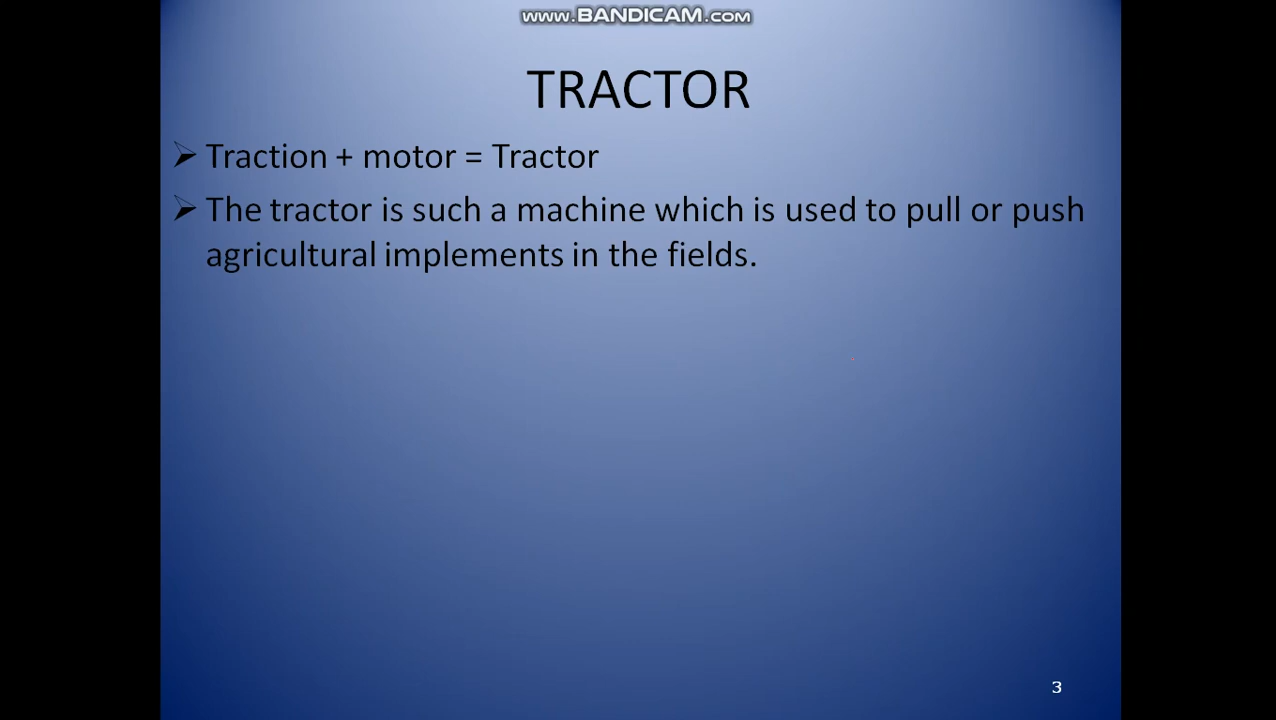 www.BANDICAM.com
TRACTOR
➢ Traction + motor = Tractor
➢ The tractor is such a machine which is used to pull or push
agricultural implements in the fields.
3